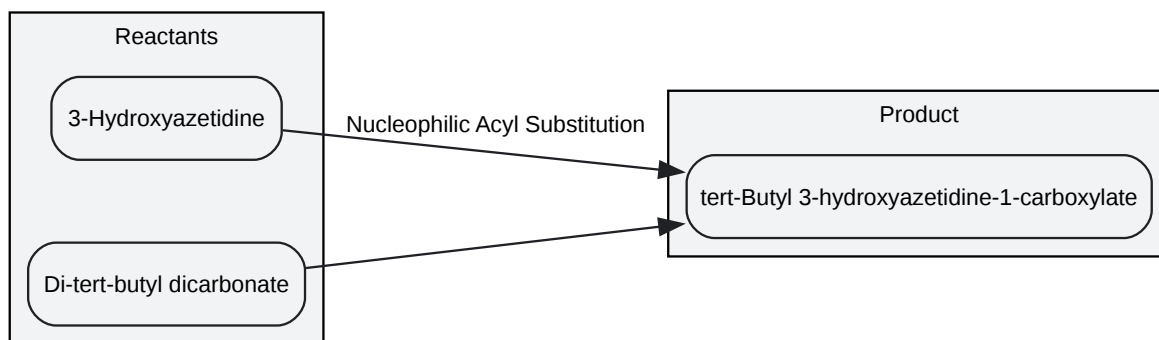 Reactants
3-Hydroxyazetidine
Nucleophilic Acyl Substitution
Di-tert-butyl dicarbonate
Product
tert-Butyl 3-hydroxyazetidine-1-carboxylate